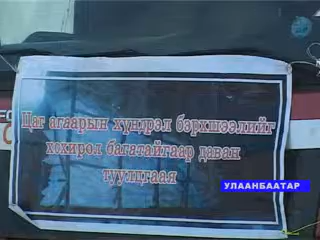 Цаг агаарын хүндрэл бэрхшээлийг
хохирол багатайгаар даван
туулцгаая
УЛААНБААТАР